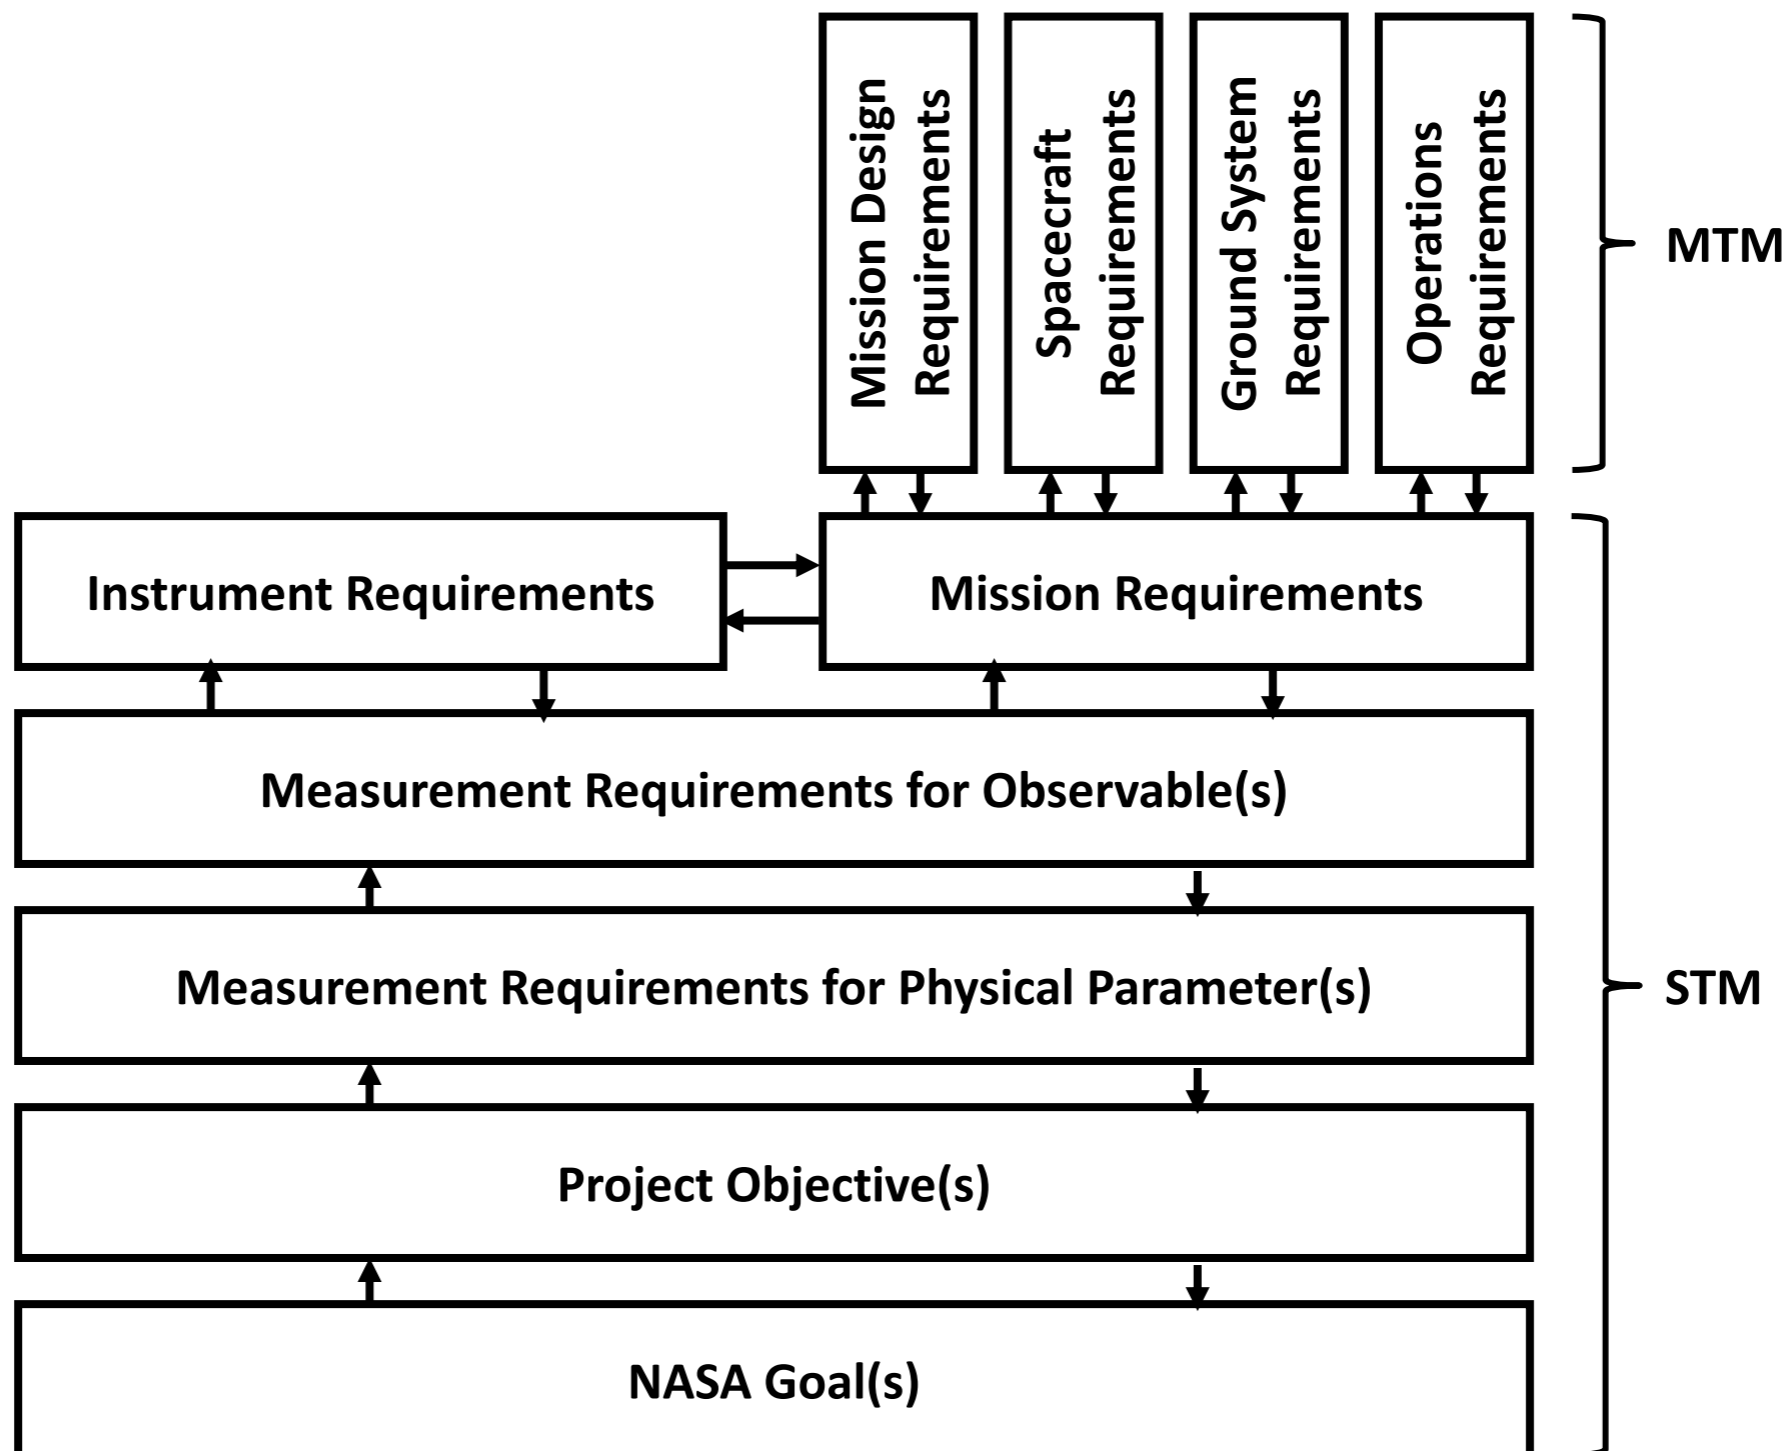 Mission Design
Requirements
Spacecraft
Requirements
Ground System
Requirements
Operations
Requirements
MTM
Instrument Requirements
Mission Requirements
Measurement Requirements for Observable(s)
Measurement Requirements for Physical Parameter(s)
STM
Project Objective(s)
NASA Goal(s)